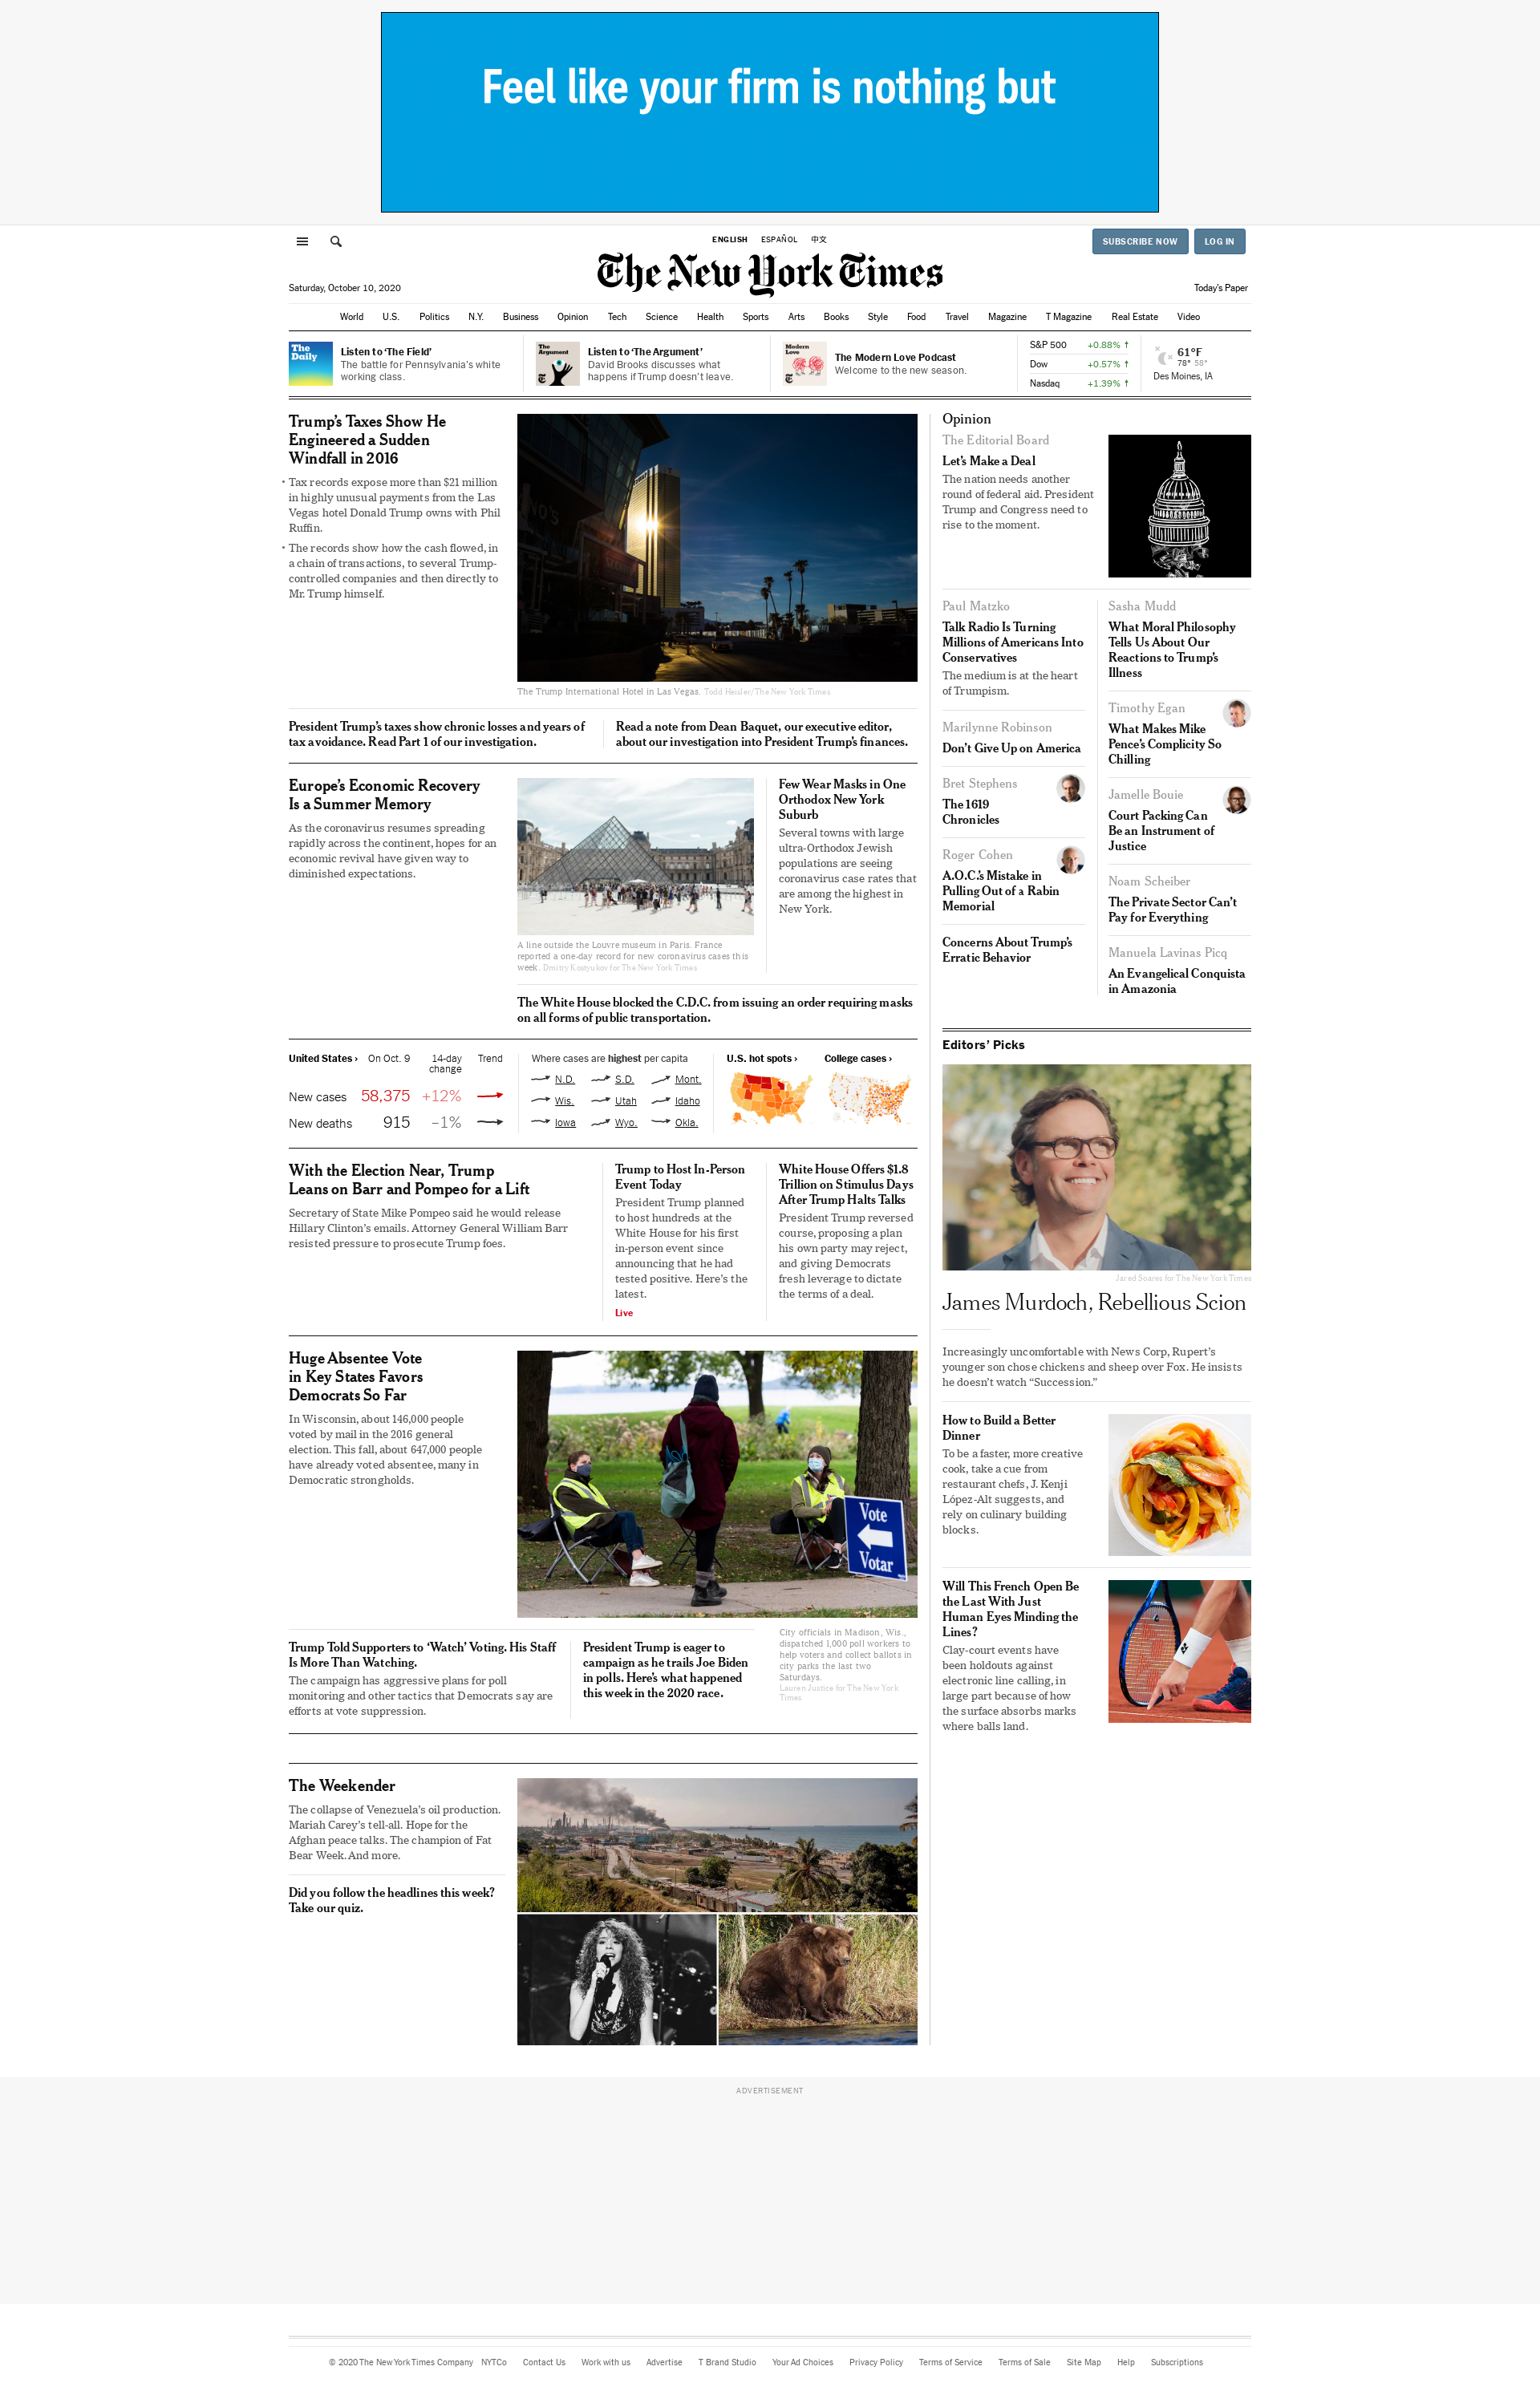 Feel like your firm is nothing but
ENGLISH ESPAÑOL 中文
SUBSCRIBE NOW LOG IN
The New York Times
Saturday, October 10, 2020
Today's Paper
World U.S. Politics N.Y. Business Opinion Tech Science Health Sports Arts Books Style Food Travel Magazine T Magazine Real Estate Video
The
Daily
Listen to ‘The Field’
The battle for Pennsylvania’s white
working class.
The
Argument
Listen to ‘The Argument’
David Brooks discusses what
happens if Trump doesn’t leave.
Modern
Love
The Modern Love Podcast
Welcome to the new season.
S&P 500 +0.88% ↑
Dow +0.57% ↑
Nasdaq +1.39% ↑
61°F
78° 58°
Des Moines, IA
Trump’s Taxes Show He
Engineered a Sudden
Windfall in 2016
• Tax records expose more than $21 million
in highly unusual payments from the Las
Vegas hotel Donald Trump owns with Phil
Ruffin.
• The records show how the cash flowed, in
a chain of transactions, to several Trump-
controlled companies and then directly to
Mr. Trump himself.
The Trump International Hotel in Las Vegas. Todd Heisler/The New York Times
President Trump’s taxes show chronic losses and years of
tax avoidance. Read Part 1 of our investigation.
Read a note from Dean Baquet, our executive editor,
about our investigation into President Trump’s finances.
Europe’s Economic Recovery
Is a Summer Memory
As the coronavirus resumes spreading
rapidly across the continent, hopes for an
economic revival have given way to
diminished expectations.
A line outside the Louvre museum in Paris. France
reported a one-day record for new coronavirus cases this
week. Dmitry Kostyukov for The New York Times
Few Wear Masks in One
Orthodox New York
Suburb
Several towns with large
ultra-Orthodox Jewish
populations are seeing
coronavirus case rates that
are among the highest in
New York.
The White House blocked the C.D.C. from issuing an order requiring masks
on all forms of public transportation.
United States › On Oct. 9 14-day
change Trend
New cases 58,375 +12%
New deaths 915 –1%
Where cases are highest per capita
N.D. S.D. Mont.
Wis. Utah Idaho
Iowa Wyo. Okla.
U.S. hot spots › College cases ›
With the Election Near, Trump
Leans on Barr and Pompeo for a Lift
Secretary of State Mike Pompeo said he would release
Hillary Clinton’s emails. Attorney General William Barr
resisted pressure to prosecute Trump foes.
Trump to Host In-Person
Event Today
President Trump planned
to host hundreds at the
White House for his first
in-person event since
announcing that he had
tested positive. Here’s the
latest.
Live
White House Offers $1.8
Trillion on Stimulus Days
After Trump Halts Talks
President Trump reversed
course, proposing a plan
his own party may reject,
and giving Democrats
fresh leverage to dictate
the terms of a deal.
Huge Absentee Vote
in Key States Favors
Democrats So Far
In Wisconsin, about 146,000 people
voted by mail in the 2016 general
election. This fall, about 647,000 people
have already voted absentee, many in
Democratic strongholds.
Vote
Votar
City officials in Madison, Wis.,
dispatched 1,000 poll workers to
help voters and collect ballots in
city parks the last two
Saturdays.
Lauren Justice for The New York
Times
Trump Told Supporters to ‘Watch’ Voting. His Staff
Is More Than Watching.
The campaign has aggressive plans for poll
monitoring and other tactics that Democrats say are
efforts at vote suppression.
President Trump is eager to
campaign as he trails Joe Biden
in polls. Here’s what happened
this week in the 2020 race.
The Weekender
The collapse of Venezuela’s oil production.
Mariah Carey’s tell-all. Hope for the
Afghan peace talks. The champion of Fat
Bear Week. And more.
Did you follow the headlines this week?
Take our quiz.
Opinion
The Editorial Board
Let’s Make a Deal
The nation needs another
round of federal aid. President
Trump and Congress need to
rise to the moment.
Paul Matzko
Talk Radio Is Turning
Millions of Americans Into
Conservatives
The medium is at the heart
of Trumpism.
Marilynne Robinson
Don’t Give Up on America
Bret Stephens
The 1619
Chronicles
Roger Cohen
A.O.C.’s Mistake in
Pulling Out of a Rabin
Memorial
Concerns About Trump’s
Erratic Behavior
Sasha Mudd
What Moral Philosophy
Tells Us About Our
Reactions to Trump’s
Illness
Timothy Egan
What Makes Mike
Pence’s Complicity So
Chilling
Jamelle Bouie
Court Packing Can
Be an Instrument of
Justice
Noam Scheiber
The Private Sector Can’t
Pay for Everything
Manuela Lavinas Picq
An Evangelical Conquista
in Amazonia
Editors’ Picks
Jared Soares for The New York Times
James Murdoch, Rebellious Scion
Increasingly uncomfortable with News Corp, Rupert’s
younger son chose chickens and sheep over Fox. He insists
he doesn’t watch “Succession.”
How to Build a Better
Dinner
To be a faster, more creative
cook, take a cue from
restaurant chefs, J. Kenji
López-Alt suggests, and
rely on culinary building
blocks.
Will This French Open Be
the Last With Just
Human Eyes Minding the
Lines?
Clay-court events have
been holdouts against
electronic line calling, in
large part because of how
the surface absorbs marks
where balls land.
ADVERTISEMENT
© 2020 The New York Times Company NYTCo Contact Us Work with us Advertise T Brand Studio Your Ad Choices Privacy Policy Terms of Service Terms of Sale Site Map Help Subscriptions